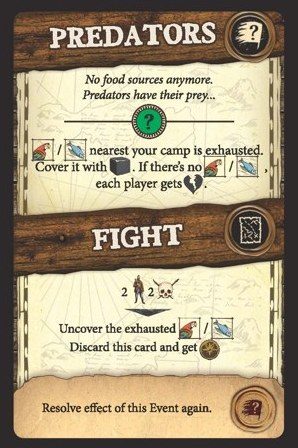 PREDATORS
?
No food sources anymore.
Predators have their prey...
?
/ nearest your camp is exhausted.
Cover it with . If there's no / ,
each player gets .
FIGHT
2 2
Uncover the exhausted /
Discard this card and get
Resolve effect of this Event again.
?